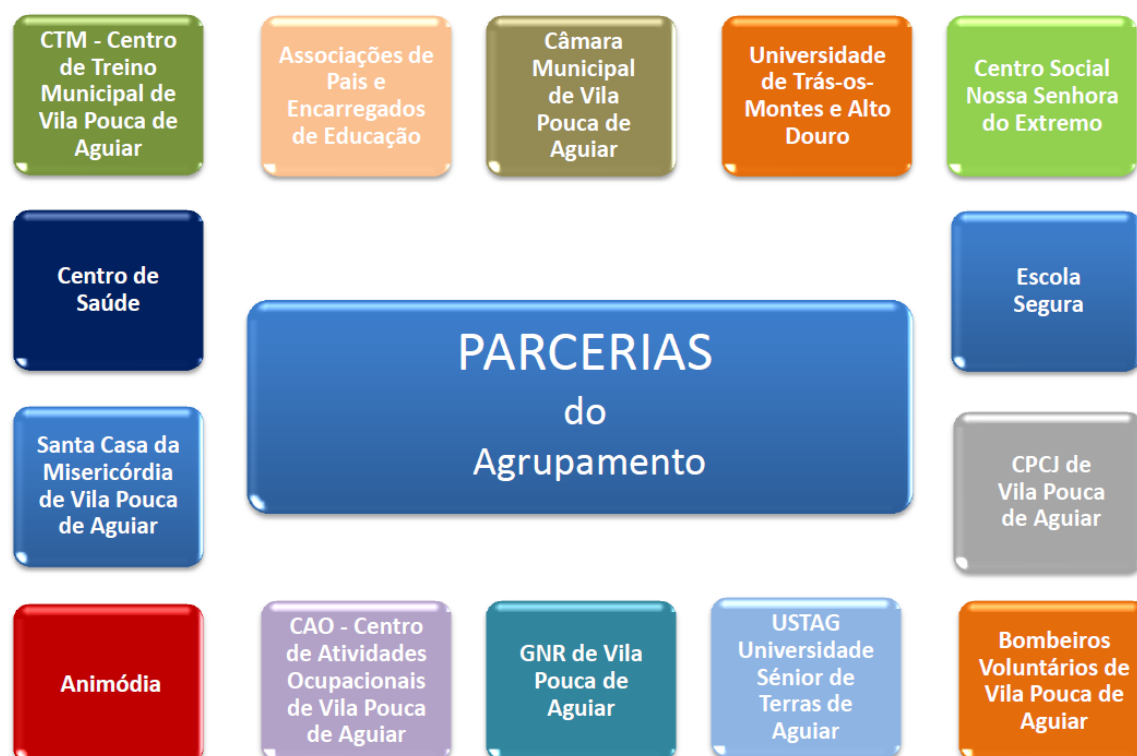 CTM - Centro
de Treino
Municipal de
Vila Pouca de
Aguiar
Associações de
Pais e
Encarregados
de Educação
Câmara
Municipal
de Vila
Pouca de
Aguiar
Universidade
de Trás-os-
Montes e Alto
Douro
Centro Social
Nossa Senhora
do Extremo
Centro de
Saúde
Escola
Segura
PARCERIAS
do
Agrupamento
Santa Casa da
Misericórdia
de Vila Pouca
de Aguiar
CPCJ de
Vila Pouca
de Aguiar
Animódia
CAO - Centro
de Atividades
Ocupacionais
de Vila Pouca
de Aguiar
GNR de Vila
Pouca de
Aguiar
USTAG
Universidade
Sénior de
Terras de
Aguiar
Bombeiros
Voluntários de
Vila Pouca de
Aguiar